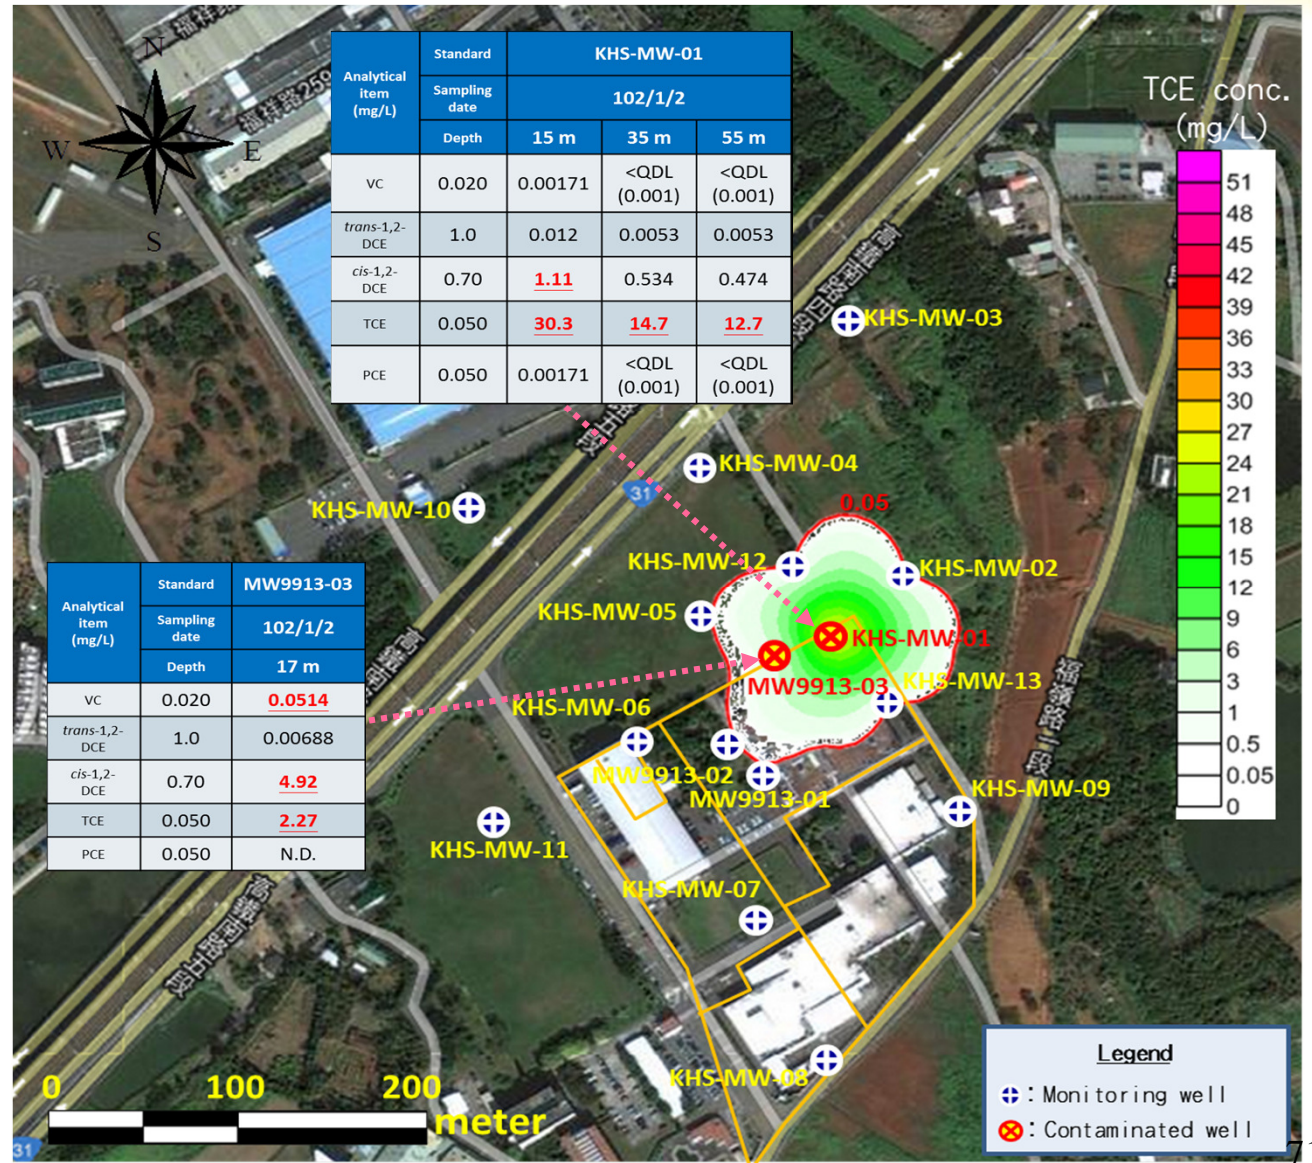 N
W
E
S
Analytical
item
(mg/L)
Standard
KHS-MW-01
Sampling
date
102/1/2
Depth
15 m
35 m
55 m
VC
0.020
0.00171
<QDL
(0.001)
<QDL
(0.001)
trans-1,2-
DCE
1.0
0.012
0.0053
0.0053
cis-1,2-
DCE
0.70
1.11
0.534
0.474
TCE
0.050
30.3
14.7
12.7
PCE
0.050
0.00171
<QDL
(0.001)
<QDL
(0.001)
TCE conc.
(mg/L)
51
48
45
42
39
36
33
30
27
24
21
18
15
12
9
6
3
1
0.5
0.05
0
KHS-MW-03
KHS-MW-04
31
KHS-MW-10
0.05
KHS-MW-12
KHS-MW-02
KHS-MW-05
KHS-MW-01
MW9913-03
KHS-MW-13
KHS-MW-06
MW9913-02
MW9913-01
KHS-MW-09
KHS-MW-11
KHS-MW-07
KHS-MW-08
Analytical
item
(mg/L)
Standard
MW9913-03
Sampling
date
102/1/2
Depth
17 m
VC
0.020
0.0514
trans-1,2-
DCE
1.0
0.00688
cis-1,2-
DCE
0.70
4.92
TCE
0.050
2.27
PCE
0.050
N.D.
0
100
200
meter
31
Legend
: Monitoring well
: Contaminated well